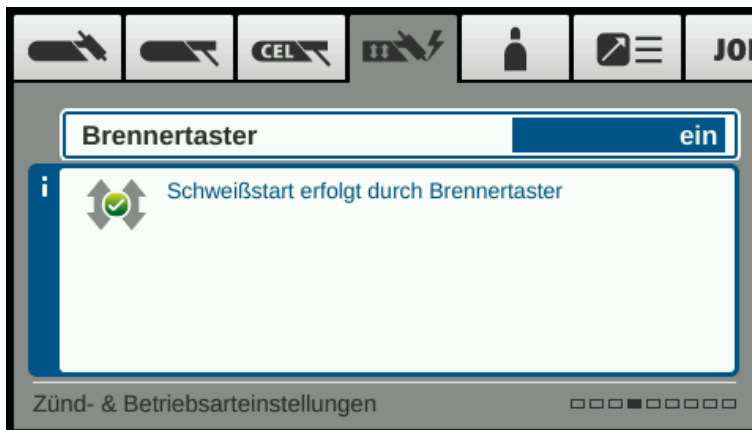 CEL
JO
Brennertaster ein
i
Schweißstart erfolgt durch Brennertaster
Zünd- & Betriebsarteinstellungen